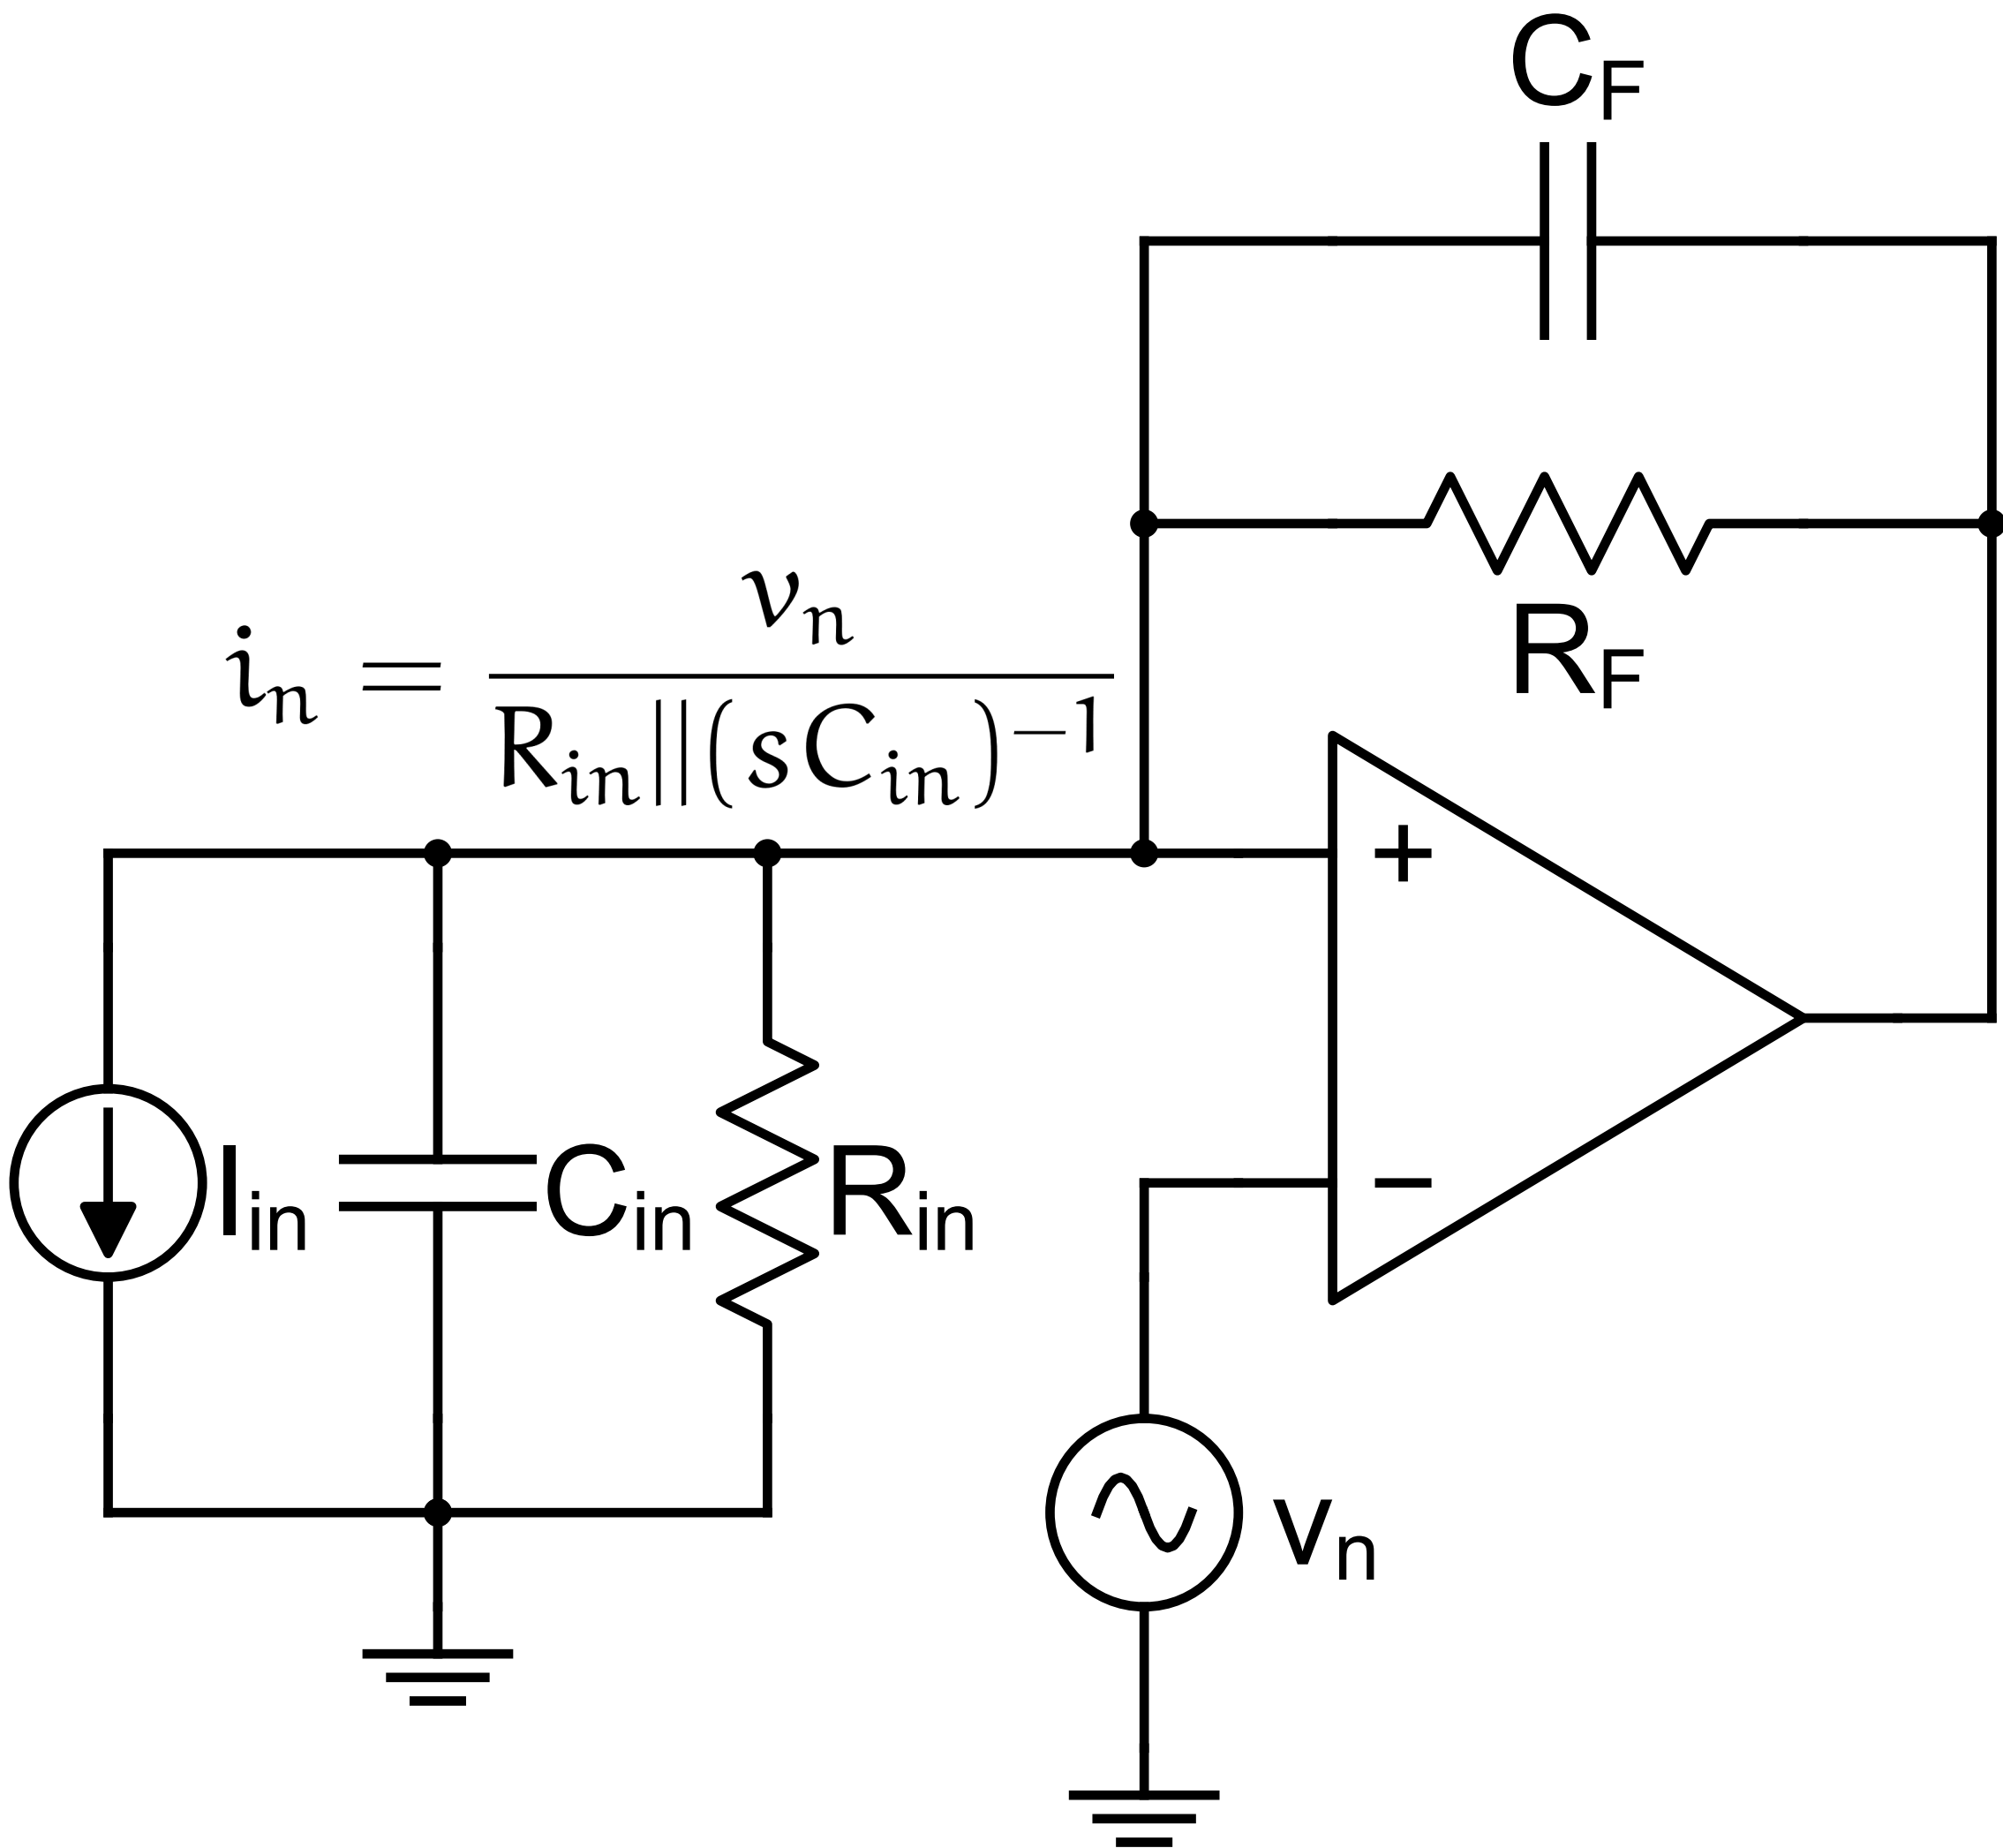 C_F
R_F
i_n = v_n / R_in||(sC_in)^−1
+
−
I_in
C_in
R_in
v_n